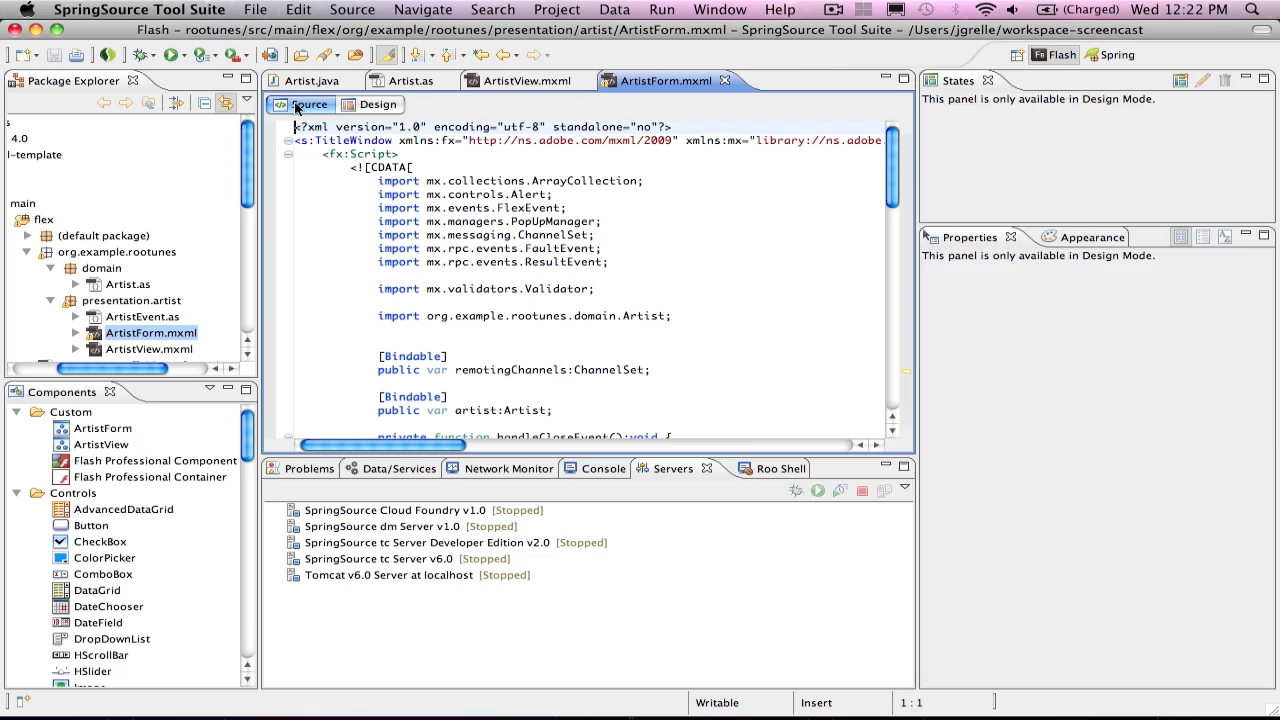 SpringSource Tool Suite File Edit Source Navigate Search Project Data Run Window Help (Charged) Wed 12:22 PM
Flash – rootunes/src/main/flex/org/example/rootunes/presentation/artist/ArtistForm.mxml – SpringSource Tool Suite – /Users/jgrelle/workspace-screencast
Flash Spring
Package Explorer
s
4.0
l-template
main
flex
(default package)
org.example.rootunes
domain
Artist.as
presentation.artist
ArtistEvent.as
ArtistForm.mxml
ArtistView.mxml
Components
Custom
ArtistForm
ArtistView
Flash Professional Component
Flash Professional Container
Controls
AdvancedDataGrid
Button
CheckBox
ColorPicker
ComboBox
DataGrid
DateChooser
DateField
DropDownList
HScrollBar
HSlider
Artist.java Artist.as ArtistView.mxml ArtistForm.mxml
Source Design
<?xml version="1.0" encoding="utf-8" standalone="no"?>
<s:TitleWindow xmlns:fx="http://ns.adobe.com/mxml/2009" xmlns:mx="library://ns.adobe.
<fx:Script>
<![CDATA[
import mx.collections.ArrayCollection;
import mx.controls.Alert;
import mx.events.FlexEvent;
import mx.managers.PopUpManager;
import mx.messaging.ChannelSet;
import mx.rpc.events.FaultEvent;
import mx.rpc.events.ResultEvent;
import mx.validators.Validator;
import org.example.rootunes.domain.Artist;
[Bindable]
public var remotingChannels:ChannelSet;
[Bindable]
public var artist:Artist;
private function handleCloseEvent():void {
Problems Data/Services Network Monitor Console Servers Roo Shell
SpringSource Cloud Foundry v1.0 [Stopped]
SpringSource dm Server v1.0 [Stopped]
SpringSource tc Server Developer Edition v2.0 [Stopped]
SpringSource tc Server v6.0 [Stopped]
Tomcat v6.0 Server at localhost [Stopped]
States
This panel is only available in Design Mode.
Properties Appearance
This panel is only available in Design Mode.
Writable Insert 1 : 1